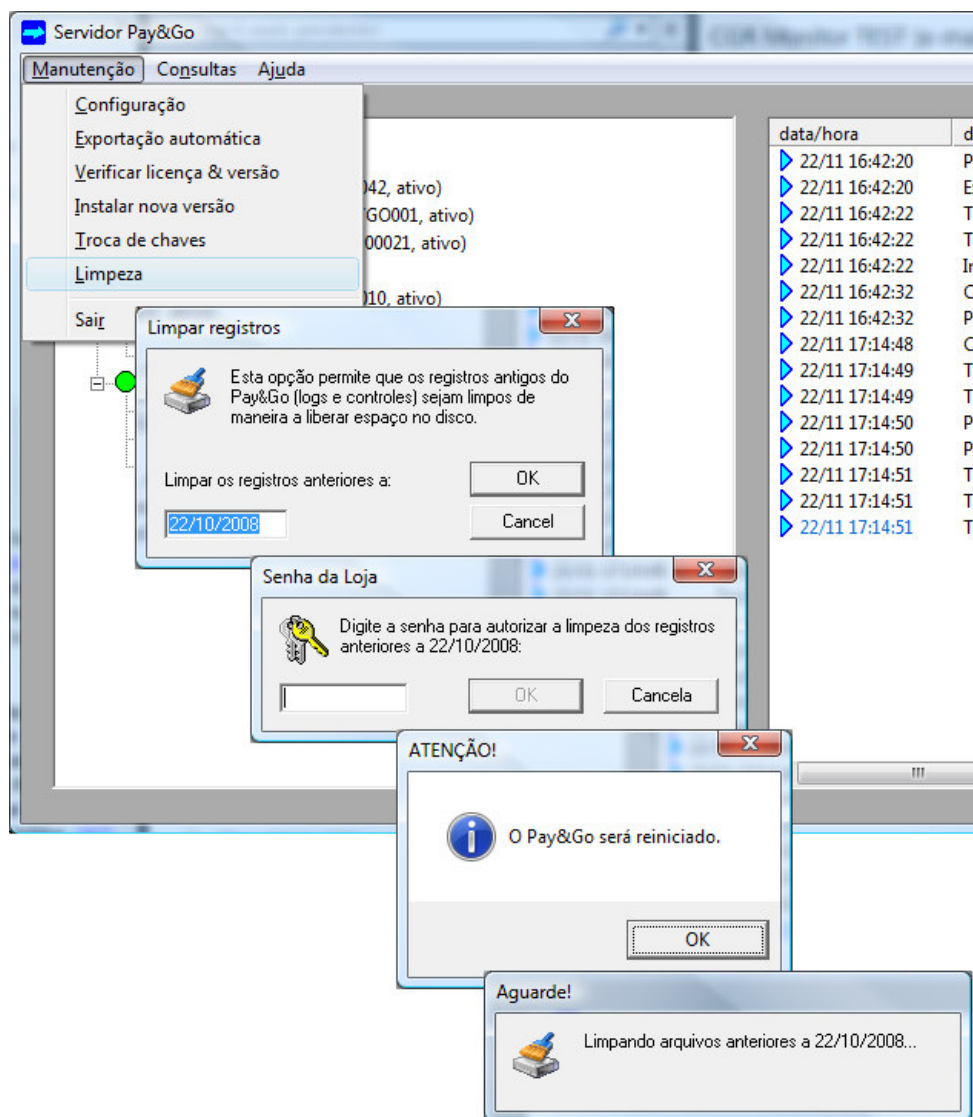 Servidor Pay&Go
Manutenção Consultas Ajuda
Configuração
Exportação automática
Verificar licença & versão
Instalar nova versão
Troca de chaves
Limpeza
Sair
042, ativo)
GO001, ativo)
00021, ativo)
010, ativo)
data/hora d
22/11 16:42:20 P
22/11 16:42:20 E
22/11 16:42:22 T
22/11 16:42:22 T
22/11 16:42:22 In
22/11 16:42:32 C
22/11 16:42:32 P
22/11 17:14:48 C
22/11 17:14:49 T
22/11 17:14:49 T
22/11 17:14:50 P
22/11 17:14:50 P
22/11 17:14:51 T
22/11 17:14:51 T
22/11 17:14:51 T
Limpar registros
Esta opção permite que os registros antigos do
Pay&Go (logs e controles) sejam limpos de
maneira a liberar espaço no disco.
Limpar os registros anteriores a:
OK
22/10/2008
Cancel
Senha da Loja
Digite a senha para autorizar a limpeza dos registros
anteriores a 22/10/2008:
OK Cancela
ATENÇÃO!
O Pay&Go será reiniciado.
OK
Aguarde!
Limpando arquivos anteriores a 22/10/2008...